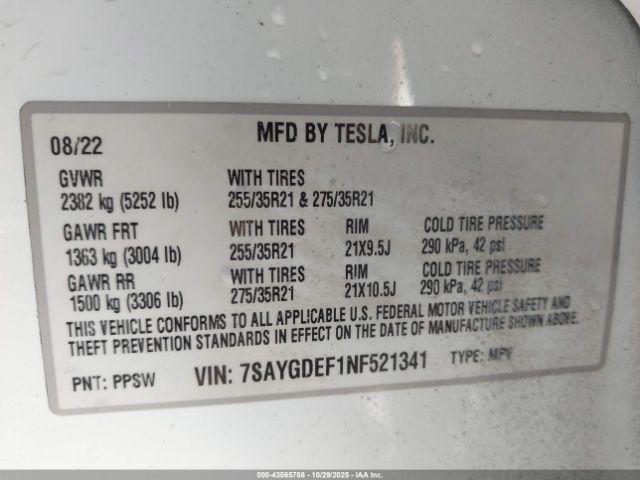 08/22 MFD BY TESLA, INC.
GVWR WITH TIRES
2382 kg (5252 lb) 255/35R21 & 275/35R21
GAWR FRT WITH TIRES RIM COLD TIRE PRESSURE
1363 kg (3004 lb) 255/35R21 21X9.5J 290 kPa, 42 psi
GAWR RR WITH TIRES RIM COLD TIRE PRESSURE
1500 kg (3306 lb) 275/35R21 21X10.5J 290 kPa, 42 psi
THIS VEHICLE CONFORMS TO ALL APPLICABLE U.S. FEDERAL MOTOR VEHICLE SAFETY AND
THEFT PREVENTION STANDARDS IN EFFECT ON THE DATE OF MANUFACTURE SHOWN ABOVE.
PNT: PPSW VIN: 7SAYGDEF1NF521341 TYPE: MPV
000-43565788 - 10/29/2025 - IAA Inc.